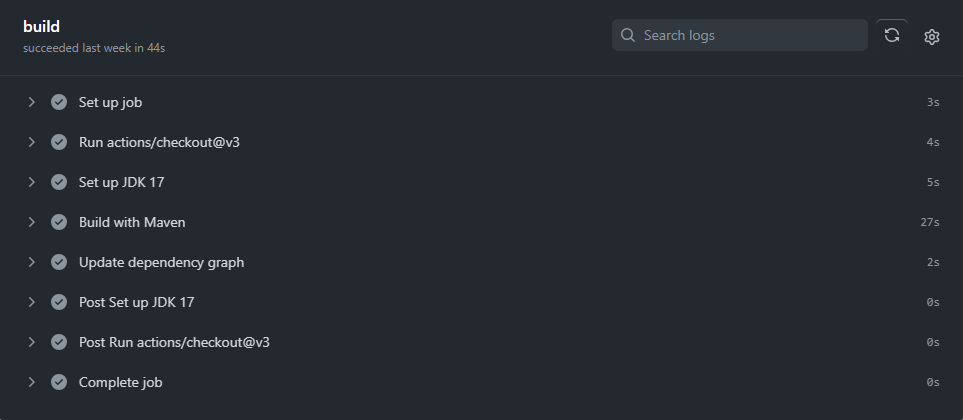 build
succeeded last week in 44s
Search logs
Set up job 3s
Run actions/checkout@v3 4s
Set up JDK 17 5s
Build with Maven 27s
Update dependency graph 2s
Post Set up JDK 17 0s
Post Run actions/checkout@v3 0s
Complete job 0s